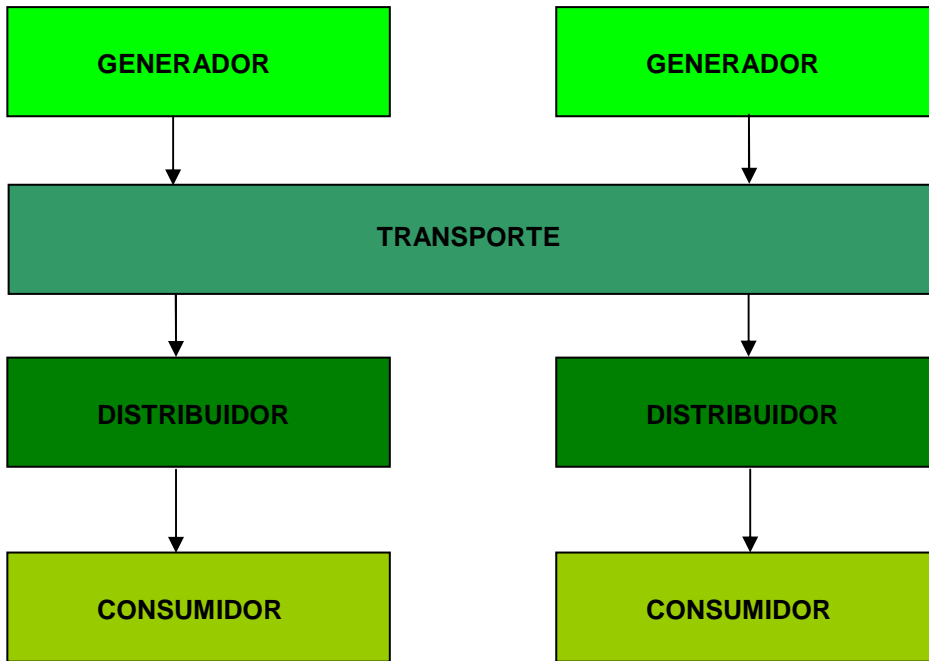 GENERADOR
GENERADOR
TRANSPORTE
DISTRIBUIDOR
DISTRIBUIDOR
CONSUMIDOR
CONSUMIDOR